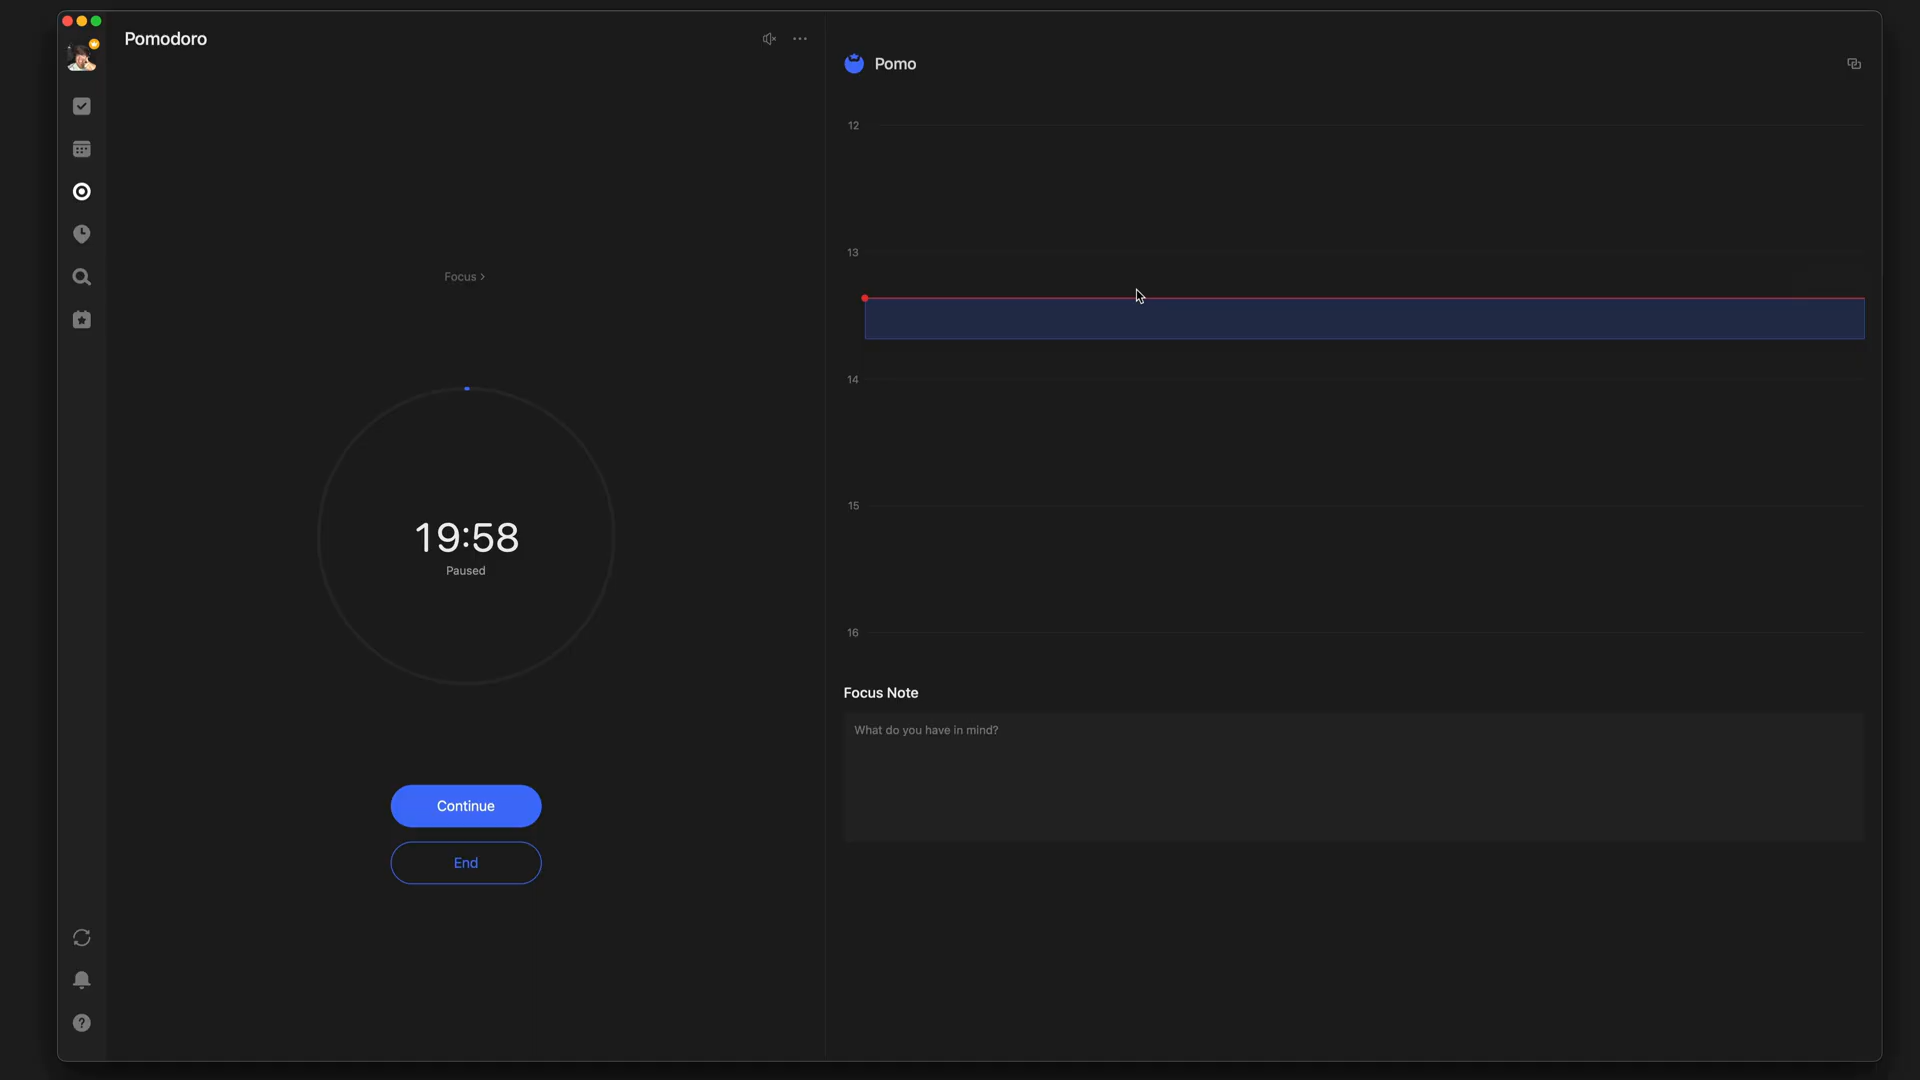 Pomodoro
Focus >
19:58
Paused
Continue
End
Pomo
12
13
14
15
16
Focus Note
What do you have in mind?